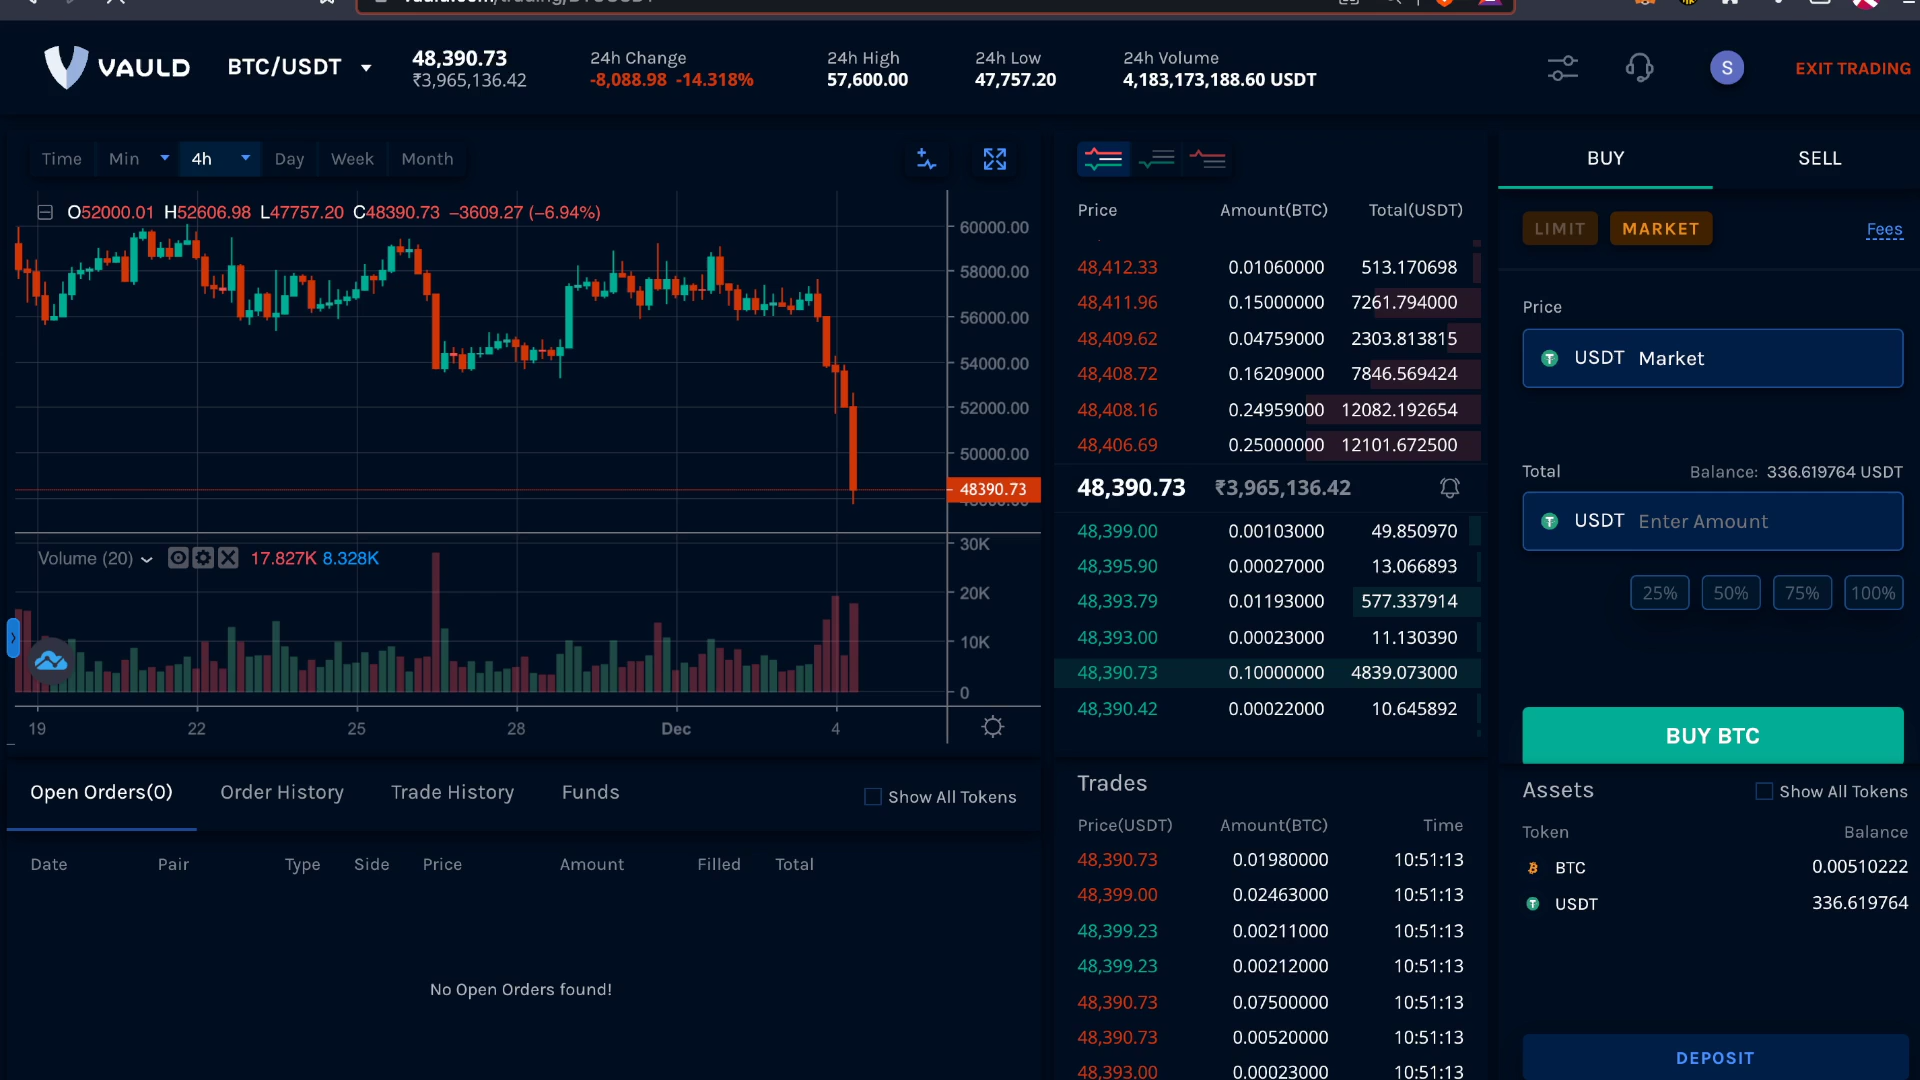 VAULD
BTC/USDT
48,390.73
₹3,965,136.42
24h Change
-8,088.98 -14.318%
24h High
57,600.00
24h Low
47,757.20
24h Volume
4,183,173,188.60 USDT
S
EXIT TRADING
Time Min 4h Day Week Month
O52000.01 H52606.98 L47757.20 C48390.73 −3609.27 (−6.94%)
60000.00
58000.00
56000.00
54000.00
52000.00
50000.00
48390.73
Volume (20) 17.827K 8.328K
30K
20K
10K
0
19 22 25 28 Dec 4
Price Amount(BTC) Total(USDT)
48,412.33 0.01060000 513.170698
48,411.96 0.15000000 7261.794000
48,409.62 0.04759000 2303.813815
48,408.72 0.16209000 7846.569424
48,408.16 0.24959000 12082.192654
48,406.69 0.25000000 12101.672500
48,390.73 ₹3,965,136.42
48,399.00 0.00103000 49.850970
48,395.90 0.00027000 13.066893
48,393.79 0.01193000 577.337914
48,393.00 0.00023000 11.130390
48,390.73 0.10000000 4839.073000
48,390.42 0.00022000 10.645892
BUY SELL
LIMIT MARKET Fees
Price
USDT Market
Total Balance: 336.619764 USDT
USDT Enter Amount
25% 50% 75% 100%
BUY BTC
Open Orders(0) Order History Trade History Funds Show All Tokens
Date Pair Type Side Price Amount Filled Total
No Open Orders found!
Trades
Price(USDT) Amount(BTC) Time
48,390.73 0.01980000 10:51:13
48,399.00 0.02463000 10:51:13
48,399.23 0.00211000 10:51:13
48,399.23 0.00212000 10:51:13
48,390.73 0.07500000 10:51:13
48,390.73 0.00520000 10:51:13
48,393.00 0.00023000 10:51:13
Assets Show All Tokens
Token Balance
BTC 0.00510222
USDT 336.619764
DEPOSIT